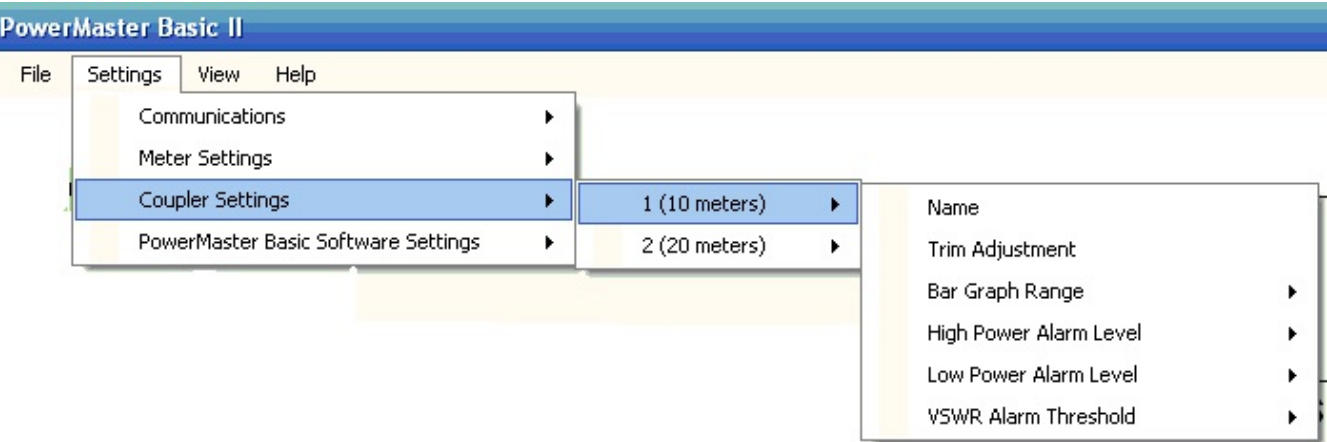 PowerMaster Basic II
File Settings View Help
Communications
Meter Settings
Coupler Settings
PowerMaster Basic Software Settings
1 (10 meters)
2 (20 meters)
Name
Trim Adjustment
Bar Graph Range
High Power Alarm Level
Low Power Alarm Level
VSWR Alarm Threshold